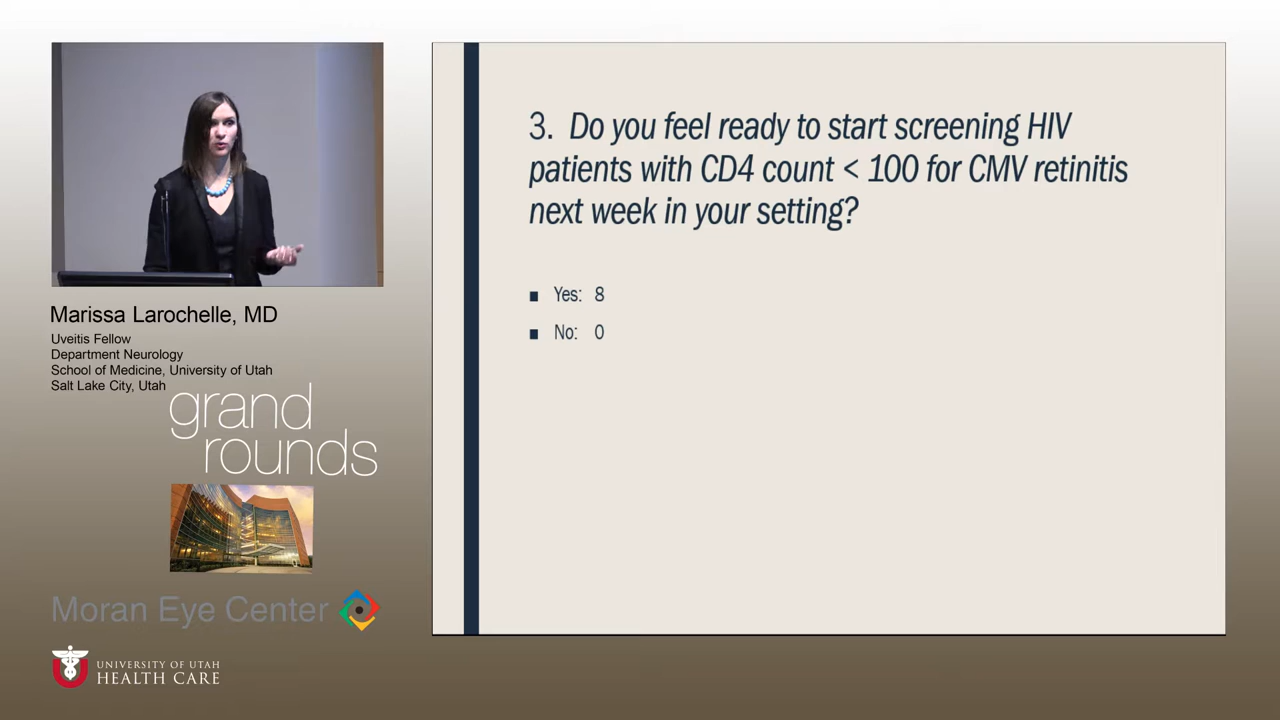 3. Do you feel ready to start screening HIV
patients with CD4 count < 100 for CMV retinitis
next week in your setting?
■ Yes: 8
■ No: 0
Marissa Larochelle, MD
Uveitis Fellow
Department Neurology
School of Medicine, University of Utah
Salt Lake City, Utah
grand
rounds
Moran Eye Center
UNIVERSITY OF UTAH
HEALTH CARE